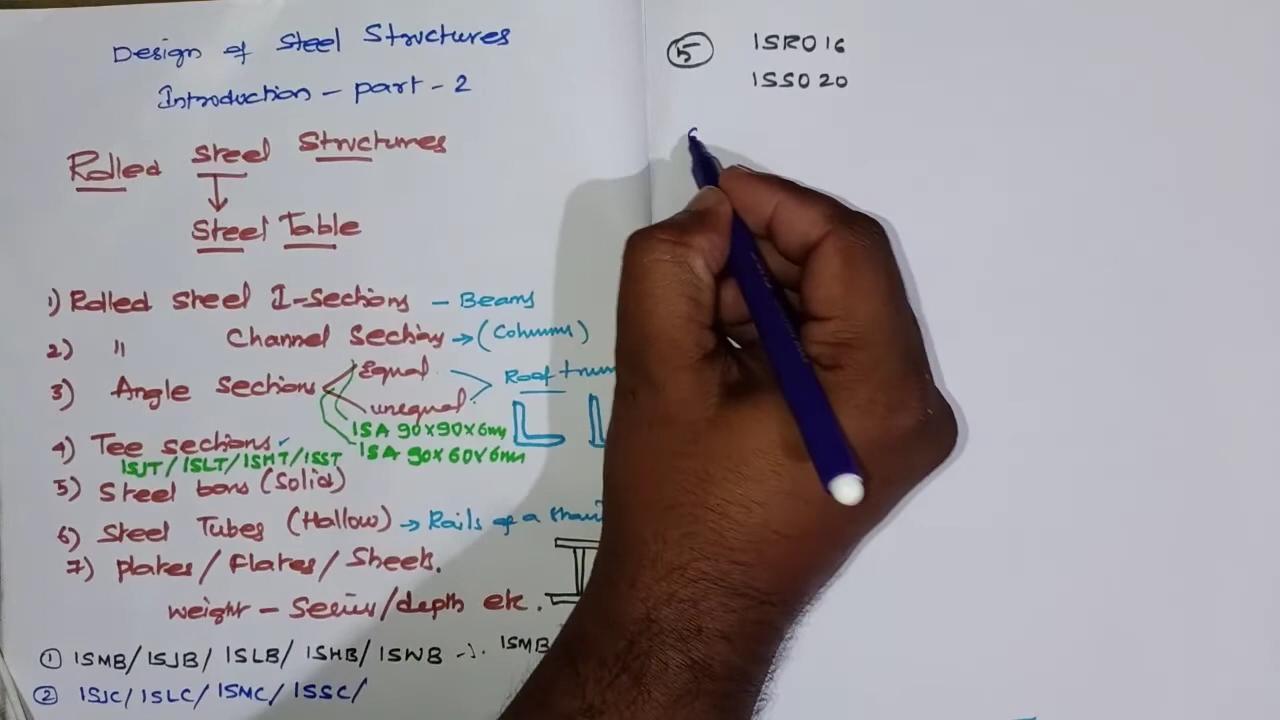 Design of Steel Structures
Introduction - part - 2
Rolled Steel Structures
Steel Table
1) Rolled Steel I-Sections - Beams
2) " Channel Sections → (Columns)
3) Angle Sections Equal
unequal Roof
ISA 90x90x6mm
4) Tee sections ISA 90x60x6mm
ISJT/ISLT/ISMT/ISST
5) Steel bars (Solid)
6) Steel Tubes (Hallow) → Rails of a
7) plates/Flates/Sheets.
weight - Series/depth etc.
① ISMB/ISJB/ISLB/ISHB/ISWB → ISMB
② ISJC/ISLC/ISMC/ISSC/
⑤ ISRO 16
ISSO 20